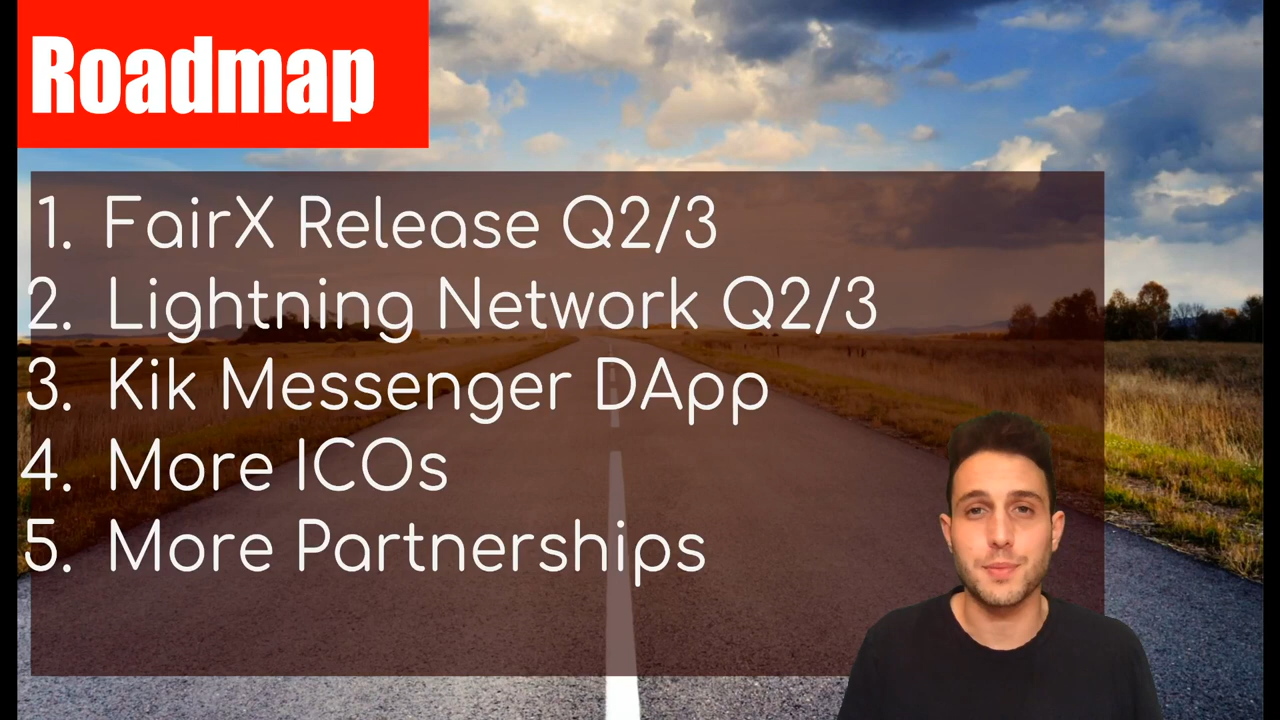 Roadmap
1. FairX Release Q2/3
2. Lightning Network Q2/3
3. Kik Messenger DApp
4. More ICOs
5. More Partnerships